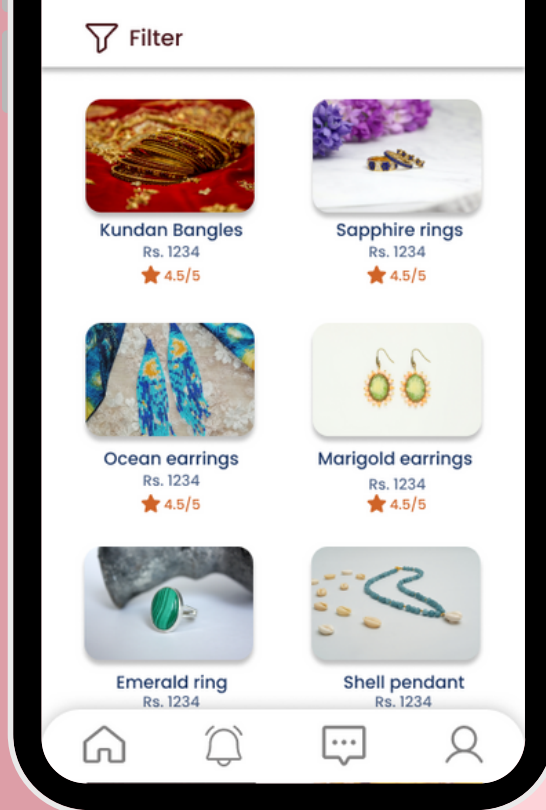 Filter
Kundan Bangles
Rs. 1234
4.5/5
Sapphire rings
Rs. 1234
4.5/5
Ocean earrings
Rs. 1234
4.5/5
Marigold earrings
Rs. 1234
4.5/5
Emerald ring
Rs. 1234
Shell pendant
Rs. 1234